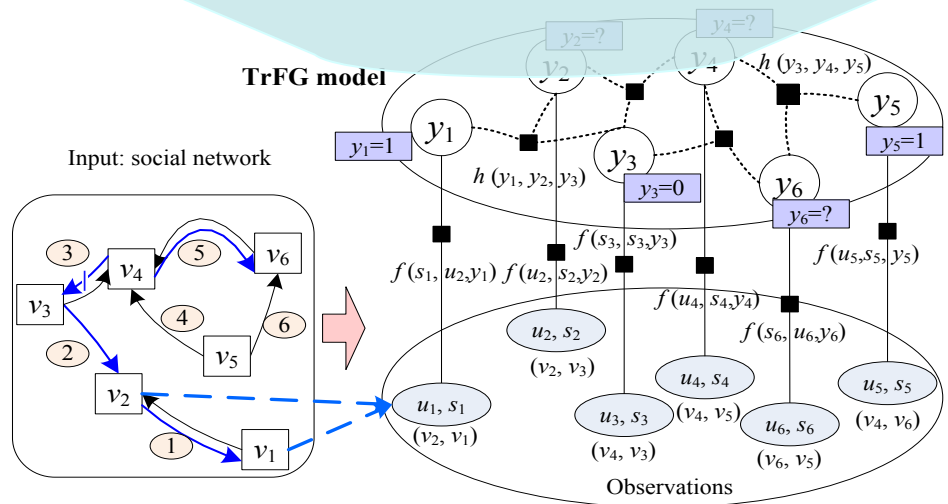 y2=?
y4=?
TrFG model
y2
y4
h (y3, y4, y5)
y1
y5
y1=1
y3
y5=1
Input: social network
h (y1, y2, y3)
y3=0
y6
y6=?
f (s3, s3,y3)
f (u5,s5, y5)
f (s1, u2,y1)
f (u2, s2,y2)
f (u4, s4,y4)
f (s6, u6,y6)
3
5
v4
v6
v3
4
6
2
v5
v2
1
v1
u2, s2
(v2, v3)
u1, s1
(v2, v1)
u3, s3
(v4, v3)
u4, s4
(v4, v5)
u6, s6
(v6, v5)
u5, s5
(v4, v6)
Observations